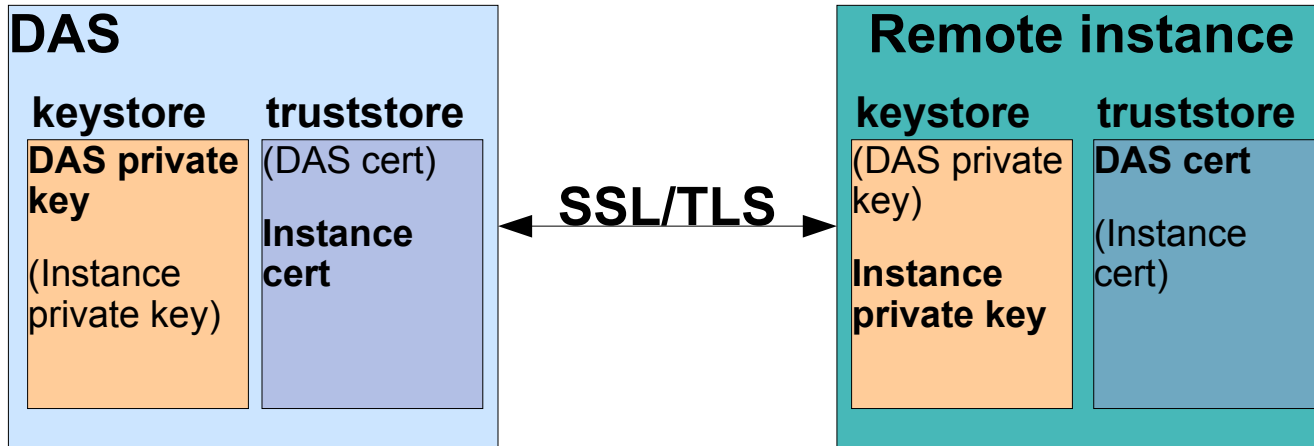 DAS
keystore
truststore
DAS private
key
(Instance
private key)
(DAS cert)
Instance
cert
SSL/TLS
Remote instance
keystore
truststore
(DAS private
key)
Instance
private key
DAS cert
(Instance
cert)